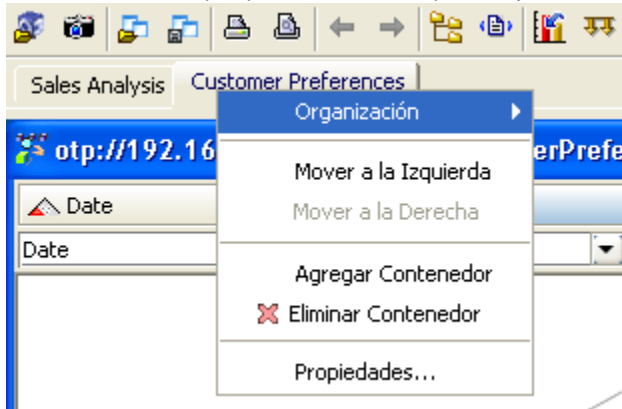 Sales Analysis Customer Preferences
Organización
otp://192.16 erPrefe
Mover a la Izquierda
Date
Mover a la Derecha
Date
Agregar Contenedor
Eliminar Contenedor
Propiedades...